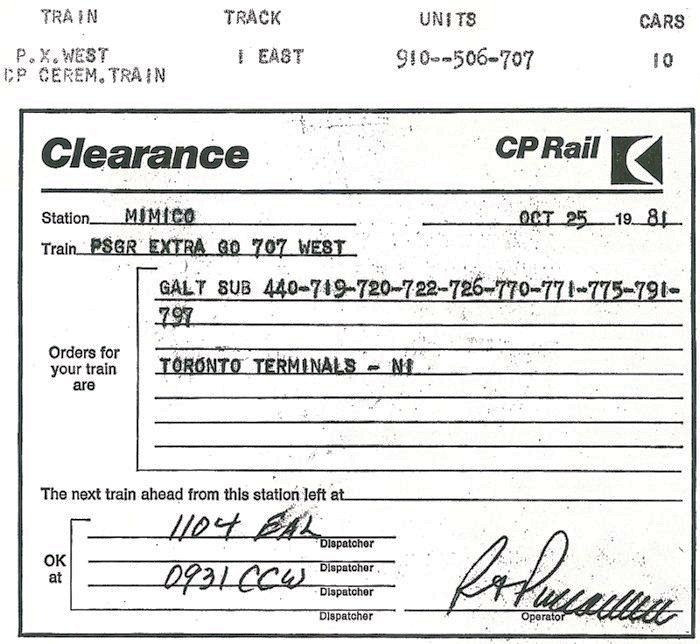 TRAIN TRACK UNITS CARS
P.X.WEST 1 EAST 910--506-707 10
CP CEREM.TRAIN
Clearance CP Rail
Station MIMICO OCT 25 19 81
Train PSGR EXTRA GO 707 WEST
GALT SUB 440-719-720-722-726-770-771-775-791-
797
Orders for
your train
are
TORONTO TERMINALS - NI
The next train ahead from this station left at
1104 EAL
Dispatcher
OK
at
Dispatcher
0931 CCW
Dispatcher
Operator
Dispatcher